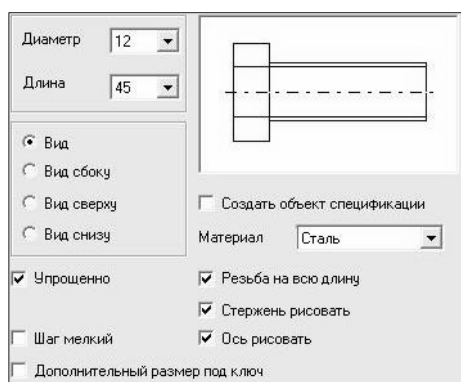 Диаметр 12
Длина 45
Вид
Вид сбоку
Вид сверху
Вид снизу
Создать объект спецификации
Материал Сталь
Упрощенно
Резьба на всю длину
Стержень рисовать
Шаг мелкий
Ось рисовать
Дополнительный размер под ключ